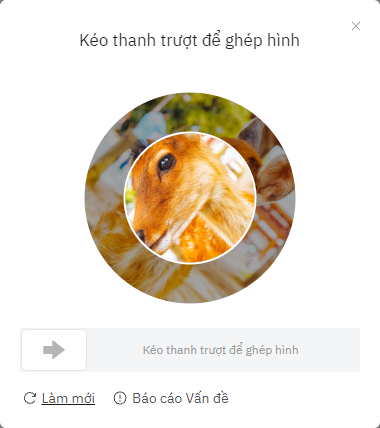 Kéo thanh trượt để ghép hình
Kéo thanh trượt để ghép hình
Làm mới
Báo cáo Vấn đề